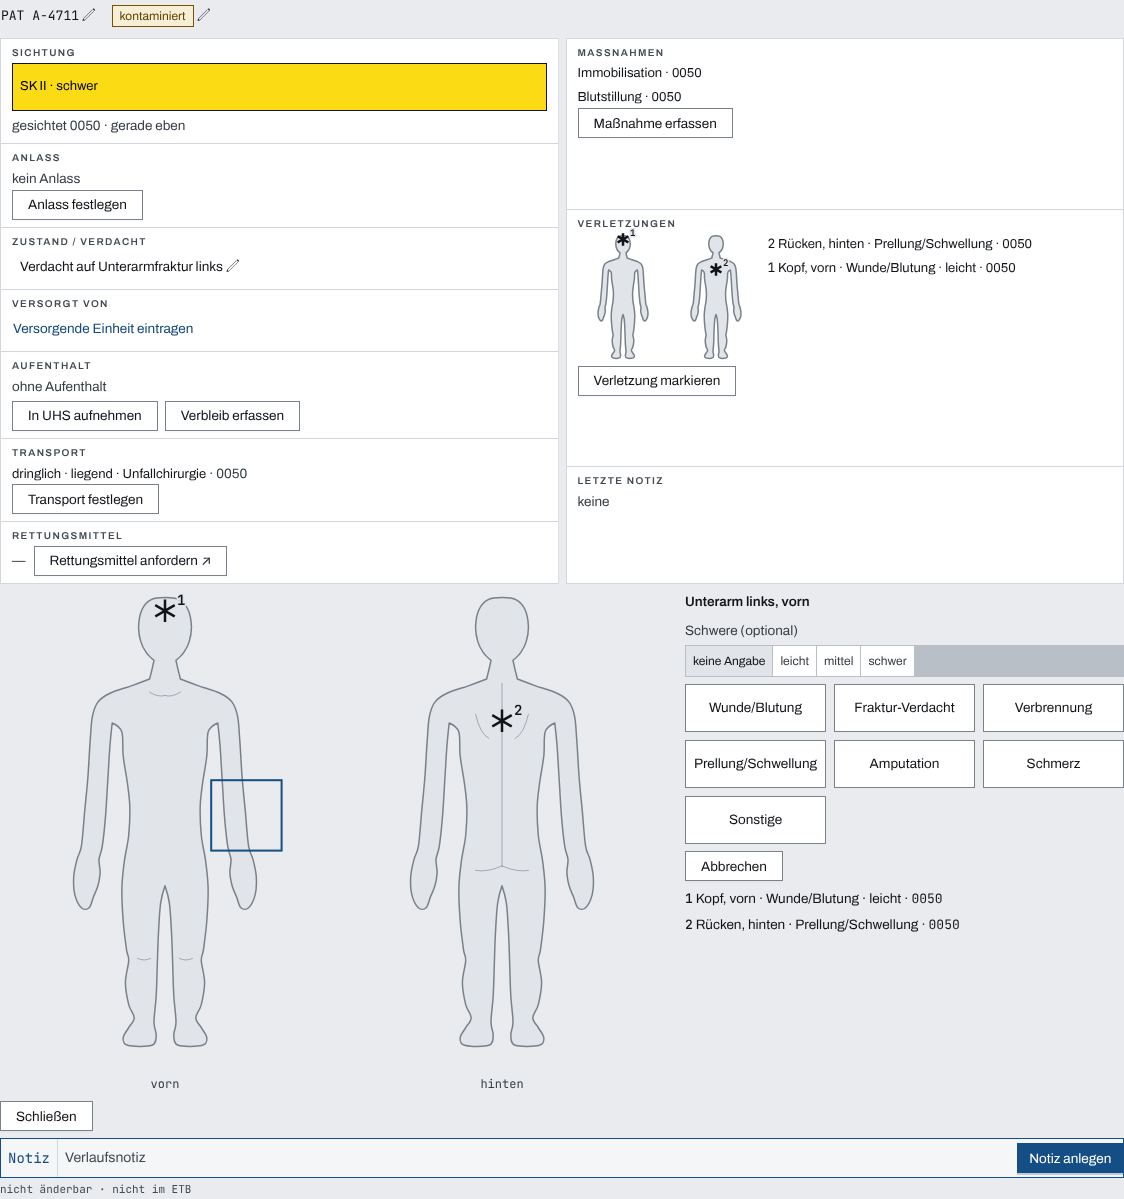 PAT A-4711 kontaminiert
SICHTUNG
SK II · schwer
gesichtet 0050 · gerade eben
ANLASS
kein Anlass
Anlass festlegen
ZUSTAND / VERDACHT
Verdacht auf Unterarmfraktur links
VERSORGT VON
Versorgende Einheit eintragen
AUFENTHALT
ohne Aufenthalt
In UHS aufnehmen Verbleib erfassen
TRANSPORT
dringlich · liegend · Unfallchirurgie · 0050
Transport festlegen
RETTUNGSMITTEL
— Rettungsmittel anfordern ↗
MASSNAHMEN
Immobilisation · 0050
Blutstillung · 0050
Maßnahme erfassen
VERLETZUNGEN
1
2
2 Rücken, hinten · Prellung/Schwellung · 0050
1 Kopf, vorn · Wunde/Blutung · leicht · 0050
Verletzung markieren
LETZTE NOTIZ
keine
1
2
vorn
hinten
Unterarm links, vorn
Schwere (optional)
keine Angabe leicht mittel schwer
Wunde/Blutung Fraktur-Verdacht Verbrennung
Prellung/Schwellung Amputation Schmerz
Sonstige
Abbrechen
1 Kopf, vorn · Wunde/Blutung · leicht · 0050
2 Rücken, hinten · Prellung/Schwellung · 0050
Schließen
Notiz Verlaufsnotiz Notiz anlegen
nicht änderbar · nicht im ETB